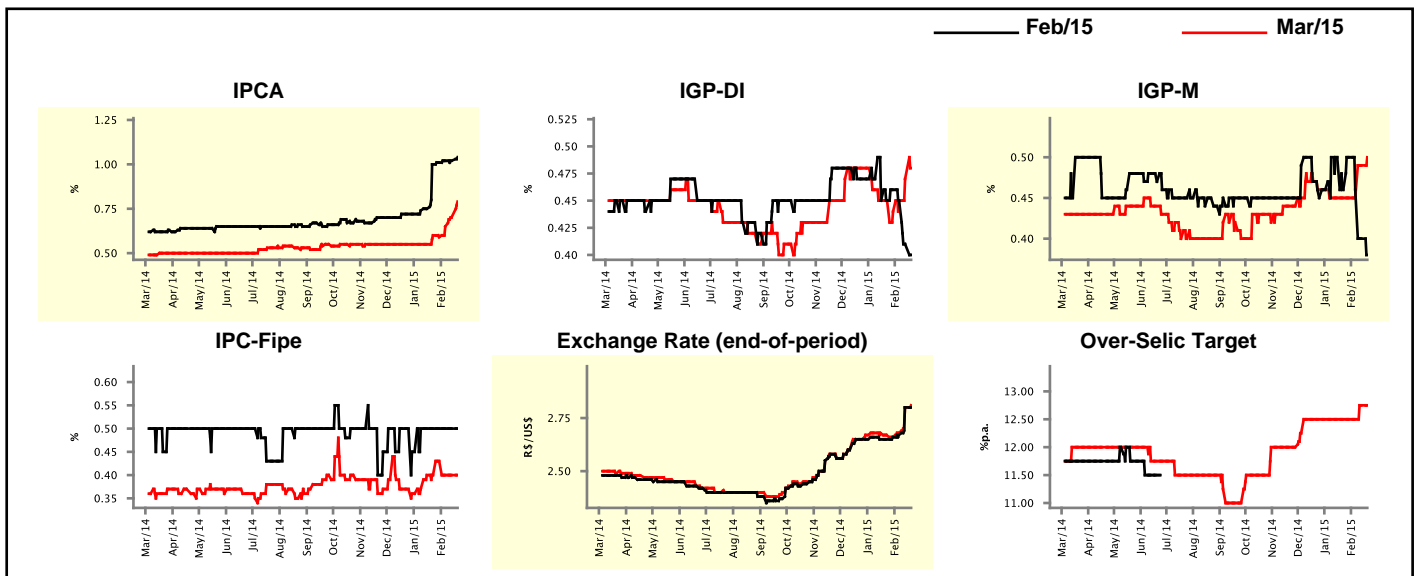 Feb/15 Mar/15
IPCA
1.25
1.00
0.75
0.50
%
Mar/14 Apr/14 May/14 Jun/14 Jul/14 Aug/14 Sep/14 Oct/14 Nov/14 Dec/14 Jan/15 Feb/15
IGP-DI
0.525
0.50
0.475
0.45
0.425
0.40
%
Mar/14 Apr/14 May/14 Jun/14 Jul/14 Aug/14 Sep/14 Oct/14 Nov/14 Dec/14 Jan/15 Feb/15
IGP-M
0.50
0.45
0.40
%
Mar/14 Apr/14 May/14 Jun/14 Jul/14 Aug/14 Sep/14 Oct/14 Nov/14 Dec/14 Jan/15 Feb/15
IPC-Fipe
0.60
0.55
0.50
0.45
0.40
0.35
%
Mar/14 Apr/14 May/14 Jun/14 Jul/14 Aug/14 Sep/14 Oct/14 Nov/14 Dec/14 Jan/15 Feb/15
Exchange Rate (end-of-period)
2.75
2.50
R$/US$
Mar/14 Apr/14 May/14 Jun/14 Jul/14 Aug/14 Sep/14 Oct/14 Nov/14 Dec/14 Jan/15 Feb/15
Over-Selic Target
13.00
12.50
12.00
11.50
11.00
%p.a.
Mar/14 Apr/14 May/14 Jun/14 Jul/14 Aug/14 Sep/14 Oct/14 Nov/14 Dec/14 Jan/15 Feb/15